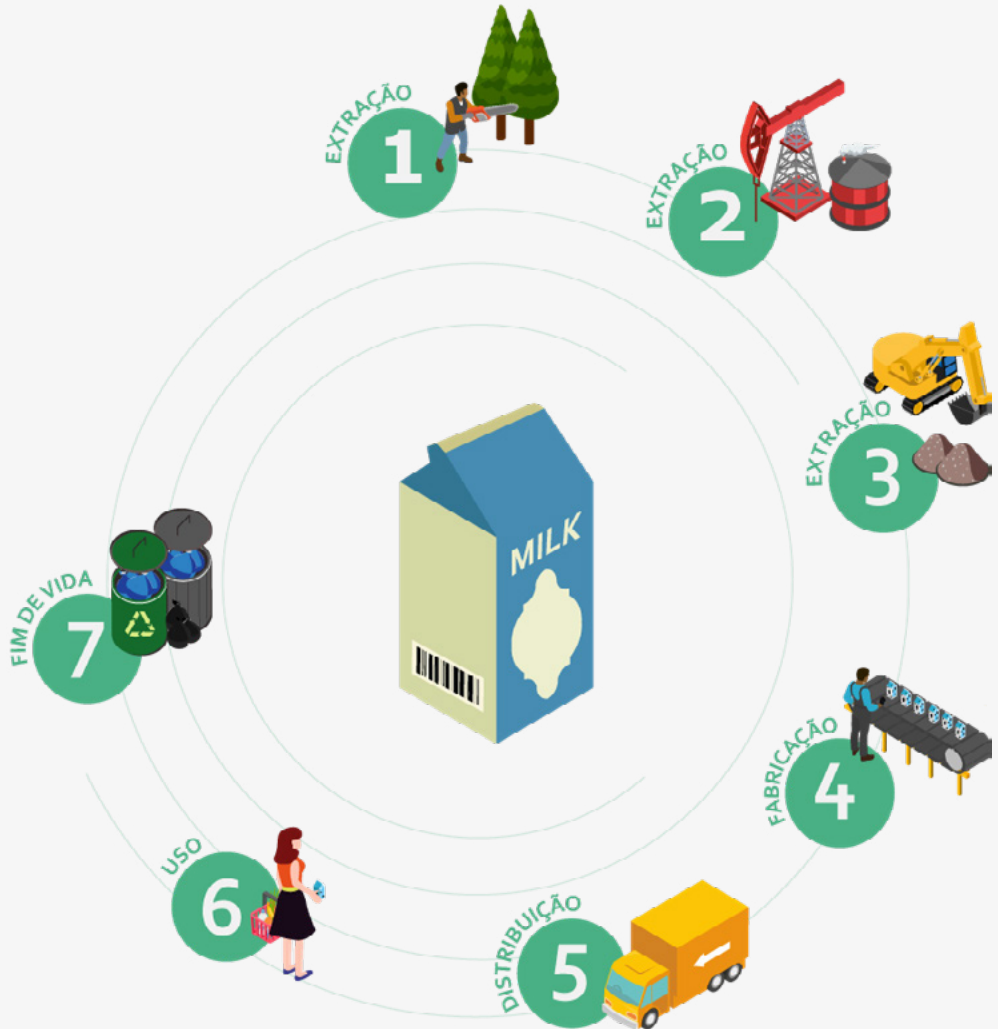 EXTRAÇÃO
1
EXTRAÇÃO
2
EXTRAÇÃO
3
FABRICAÇÃO
4
DISTRIBUIÇÃO
5
USO
6
FIM DE VIDA
7
MILK